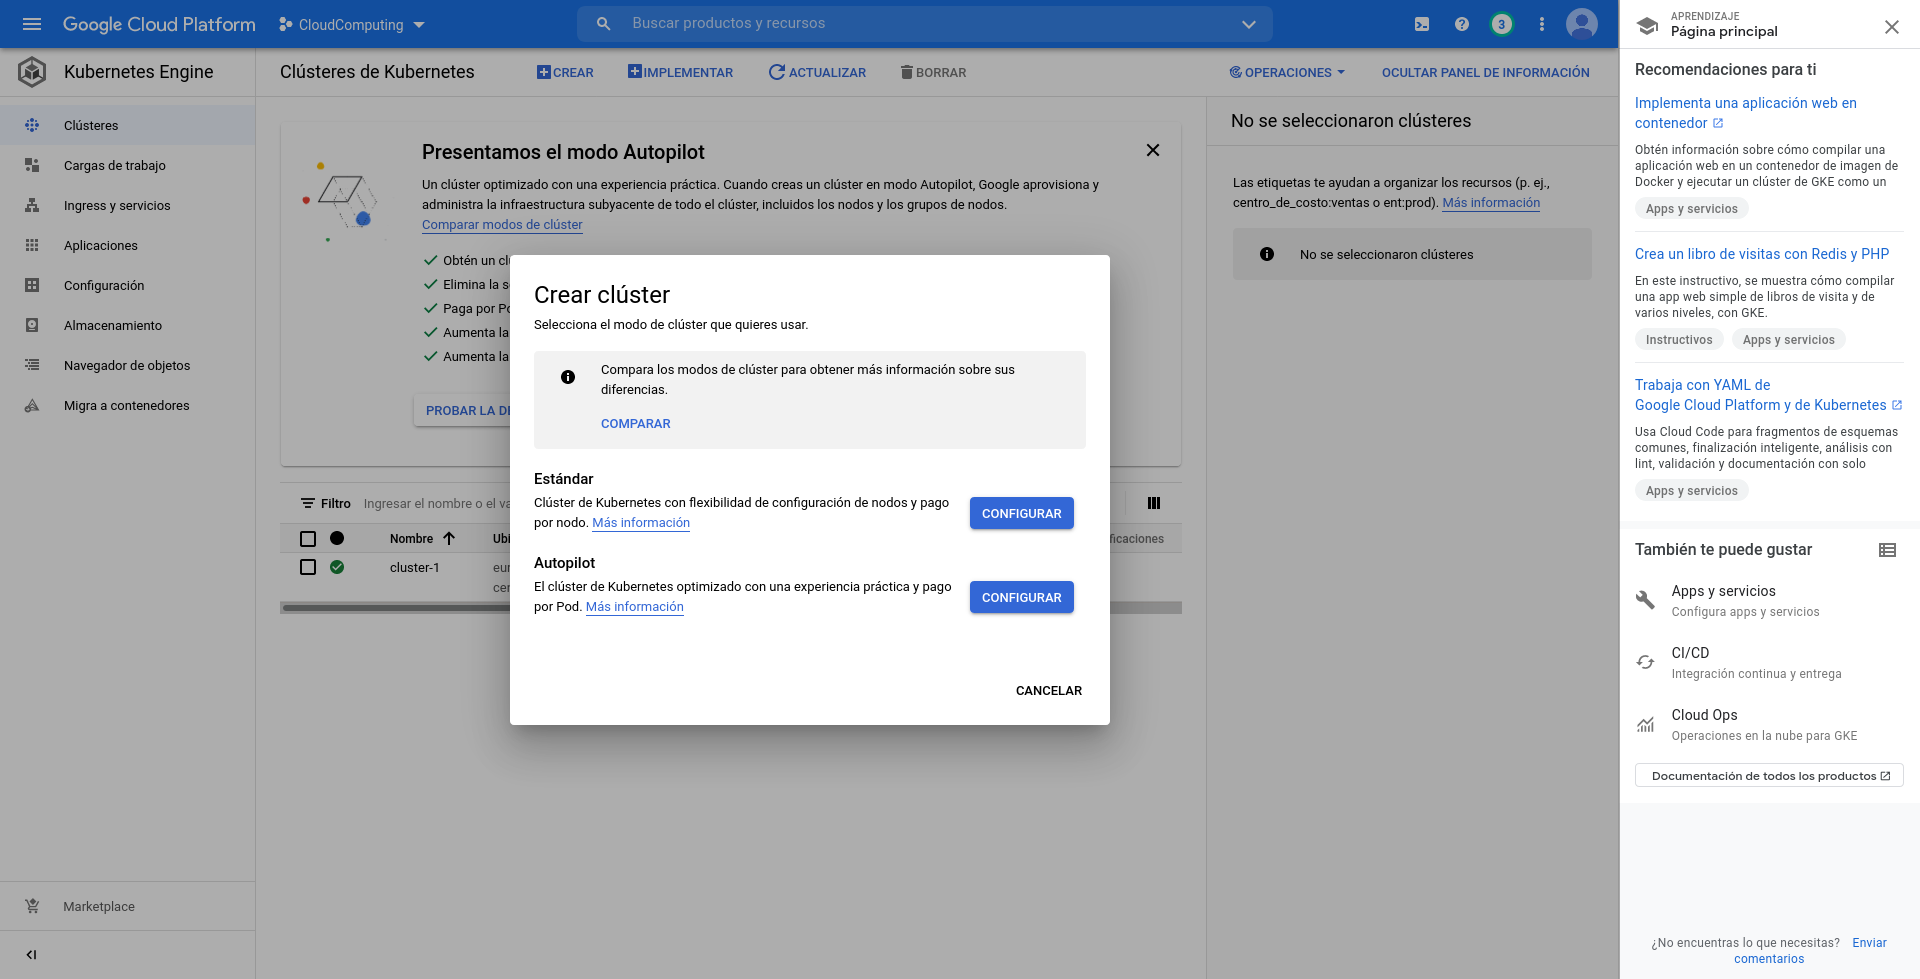 Google Cloud Platform
CloudComputing
Buscar productos y recursos
3
Kubernetes Engine
Clústeres
Cargas de trabajo
Ingress y servicios
Aplicaciones
Configuración
Almacenamiento
Navegador de objetos
Migra a contenedores
Marketplace
Clústeres de Kubernetes
CREAR
IMPLEMENTAR
ACTUALIZAR
BORRAR
OPERACIONES
OCULTAR PANEL DE INFORMACIÓN
Presentamos el modo Autopilot
Un clúster optimizado con una experiencia práctica. Cuando creas un clúster en modo Autopilot, Google aprovisiona y
administra la infraestructura subyacente de todo el clúster, incluidos los nodos y los grupos de nodos.
Comparar modos de clúster
Obtén un
Elimina la
Paga por
Aumenta la
Aumenta la
PROBAR LA
Filtro
Ingresar el nombre o el
Nombre
cluster-1
Crear clúster
Selecciona el modo de clúster que quieres usar.
Compara los modos de clúster para obtener más información sobre sus
diferencias.
COMPARAR
Estándar
Clúster de Kubernetes con flexibilidad de configuración de nodos y pago
por nodo. Más información
CONFIGURAR
Autopilot
El clúster de Kubernetes optimizado con una experiencia práctica y pago
por Pod. Más información
CONFIGURAR
CANCELAR
No se seleccionaron clústeres
Las etiquetas te ayudan a organizar los recursos (p. ej.,
centro_de_costo:ventas o ent:prod). Más información
No se seleccionaron clústeres
APRENDIZAJE
Página principal
Recomendaciones para ti
Implementa una aplicación web en
contenedor
Obtén información sobre cómo compilar una
aplicación web en un contenedor de imagen de
Docker y ejecutar un clúster de GKE como un
Apps y servicios
Crea un libro de visitas con Redis y PHP
En este instructivo, se muestra cómo compilar
una app web simple de libros de visita y de
varios niveles, con GKE.
Instructivos
Apps y servicios
Trabaja con YAML de
Google Cloud Platform y de Kubernetes
Usa Cloud Code para fragmentos de esquemas
comunes, finalización inteligente, análisis con
lint, validación y documentación con solo
Apps y servicios
También te puede gustar
Apps y servicios
Configura apps y servicios
CI/CD
Integración continua y entrega
Cloud Ops
Operaciones en la nube para GKE
Documentación de todos los productos
¿No encuentras lo que necesitas? Enviar
comentarios